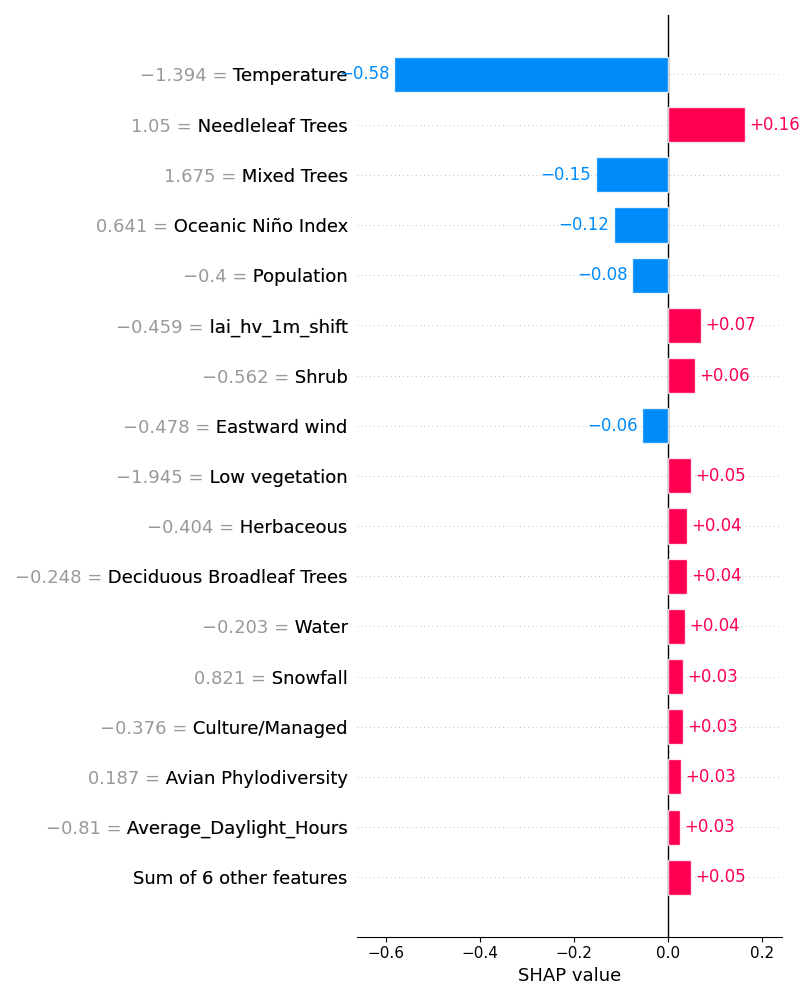 −1.394 = Temperature −0.58
1.05 = Needleleaf Trees +0.16
1.675 = Mixed Trees −0.15
0.641 = Oceanic Niño Index −0.12
−0.4 = Population −0.08
−0.459 = lai_hv_1m_shift +0.07
−0.562 = Shrub +0.06
−0.478 = Eastward wind −0.06
−1.945 = Low vegetation +0.05
−0.404 = Herbaceous +0.04
−0.248 = Deciduous Broadleaf Trees +0.04
−0.203 = Water +0.04
0.821 = Snowfall +0.03
−0.376 = Culture/Managed +0.03
0.187 = Avian Phylodiversity +0.03
−0.81 = Average_Daylight_Hours +0.03
Sum of 6 other features +0.05
−0.6 −0.4 −0.2 0.0 0.2
SHAP value